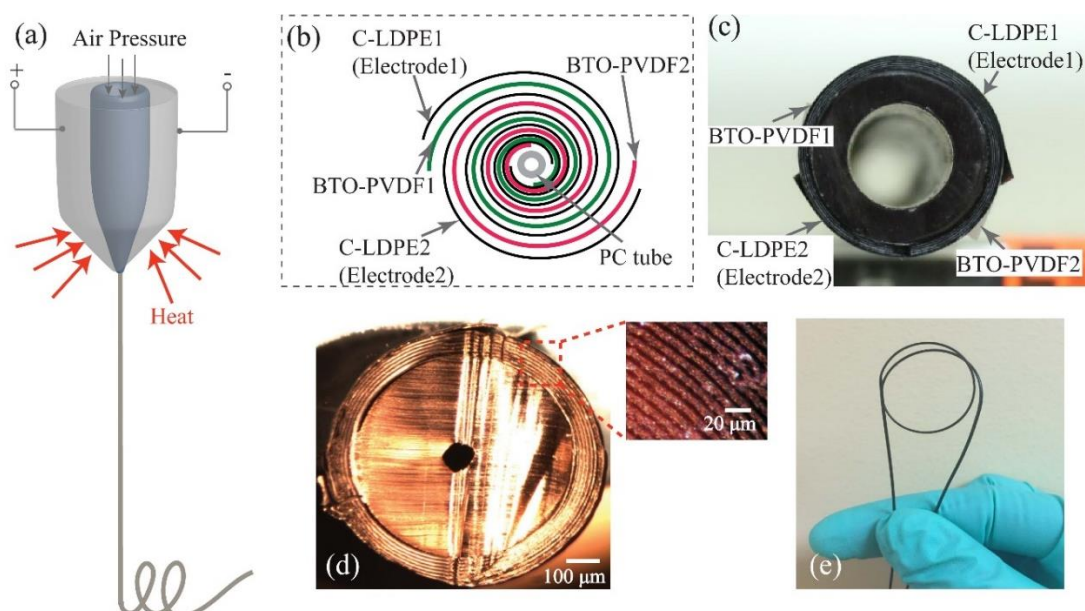 (a)
Air Pressure
+
-
Heat
(b)
C-LDPE1
(Electrode1)
BTO-PVDF2
BTO-PVDF1
C-LDPE2
(Electrode2)
PC tube
(c)
C-LDPE1
(Electrode1)
BTO-PVDF1
C-LDPE2
(Electrode2)
BTO-PVDF2
(d)
100 μm
20 μm
(e)